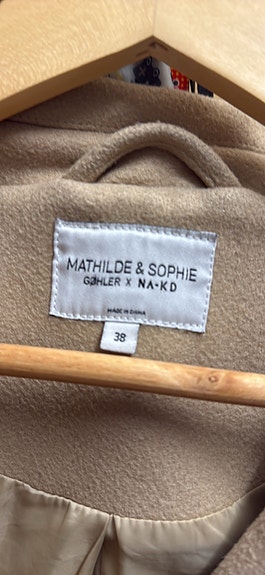 MATHILDE & SOPHIE
GØHLER X NA-KD
MADE IN CHINA
38